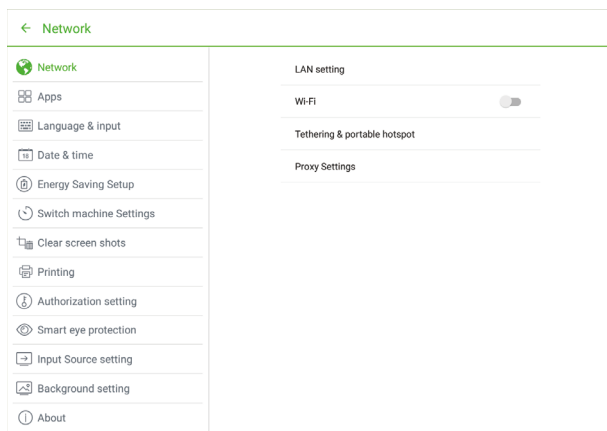 Network
Network
Apps
Language & input
18 Date & time
Energy Saving Setup
Switch machine Settings
Clear screen shots
Printing
Authorization setting
Smart eye protection
Input Source setting
Background setting
About
LAN setting
Wi-Fi
Tethering & portable hotspot
Proxy Settings